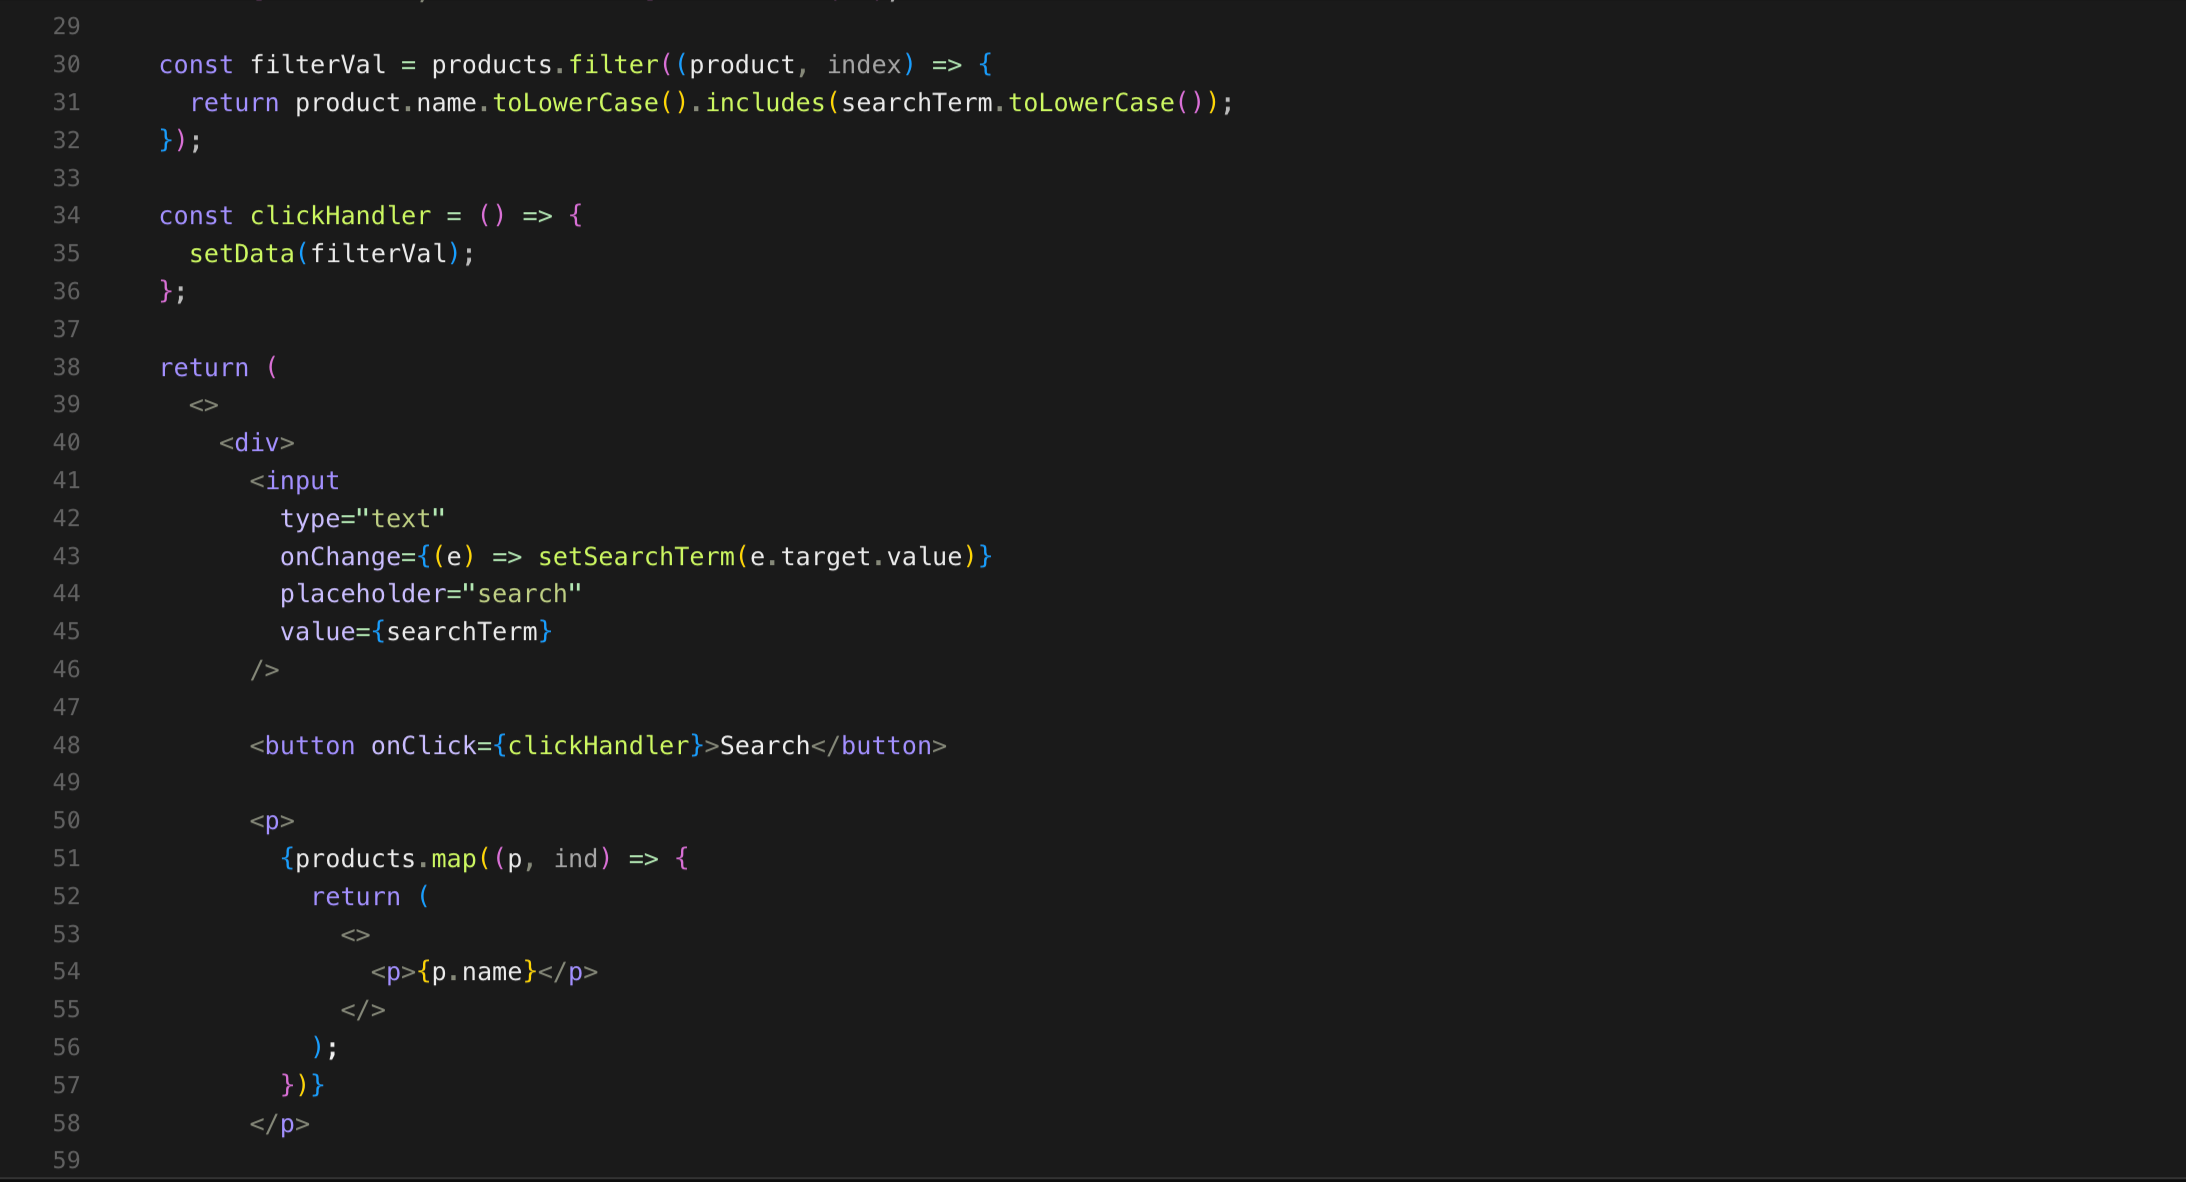 29
30 const filterVal = products.filter((product, index) => {
31 return product.name.toLowerCase().includes(searchTerm.toLowerCase());
32 });
33
34 const clickHandler = () => {
35 setData(filterVal);
36 };
37
38 return (
39 <>
40 <div>
41 <input
42 type="text"
43 onChange={(e) => setSearchTerm(e.target.value)}
44 placeholder="search"
45 value={searchTerm}
46 />
47
48 <button onClick={clickHandler}>Search</button>
49
50 <p>
51 {products.map((p, ind) => {
52 return (
53 <>
54 <p>{p.name}</p>
55 </>
56 );
57 })}
58 </p>
59